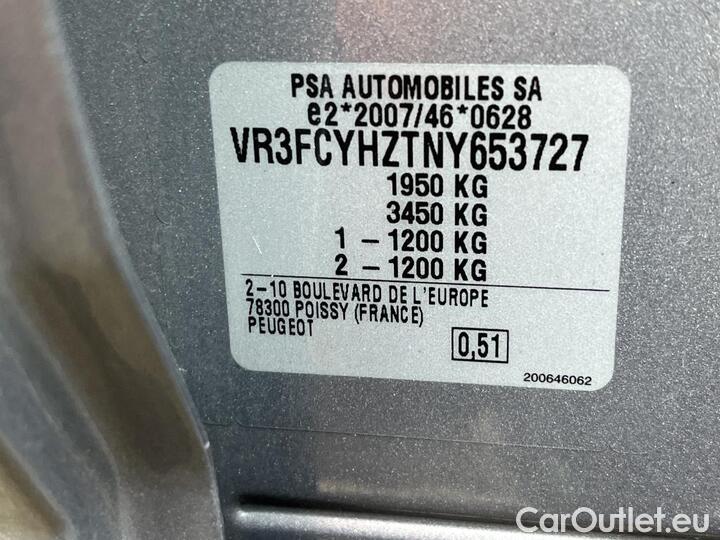 PSA AUTOMOBILES SA
e2*2007/46*0628
VR3FCYHZTNY653727
1950 KG
3450 KG
1 - 1200 KG
2 - 1200 KG
2-10 BOULEVARD DE L'EUROPE
78300 POISSY (FRANCE)
PEUGEOT
0,51
200646062
CarOutlet.eu